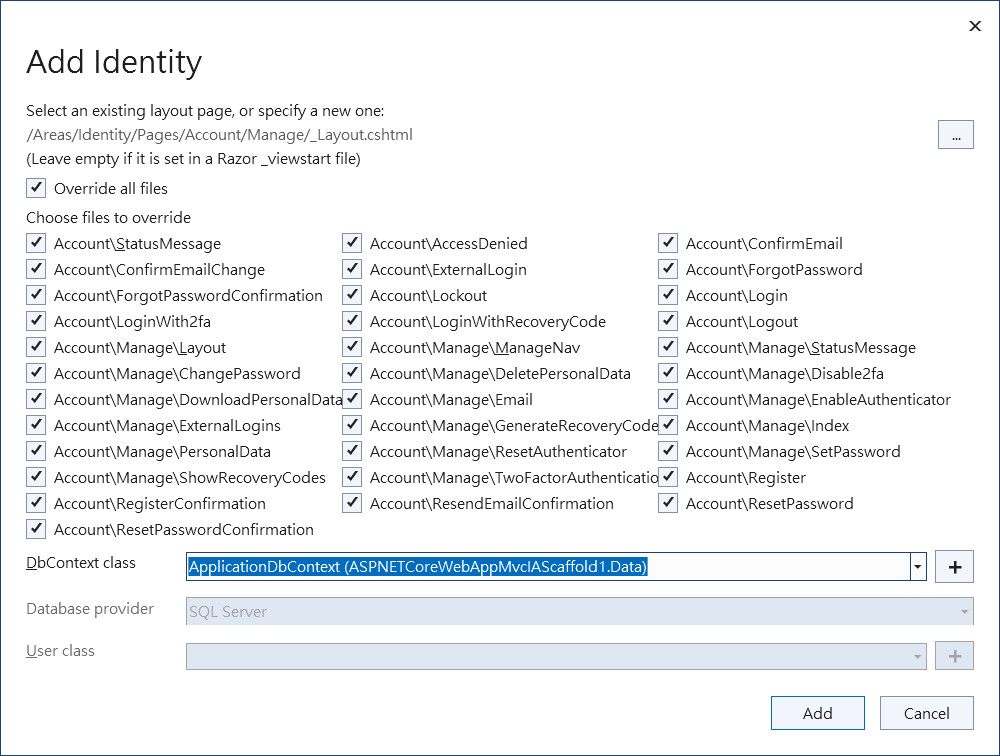 Add Identity
Select an existing layout page, or specify a new one:
/Areas/Identity/Pages/Account/Manage/_Layout.cshtml
...
(Leave empty if it is set in a Razor _viewstart file)
Override all files
Choose files to override
Account\StatusMessage Account\AccessDenied Account\ConfirmEmail
Account\ConfirmEmailChange Account\ExternalLogin Account\ForgotPassword
Account\ForgotPasswordConfirmation Account\Lockout Account\Login
Account\LoginWith2fa Account\LoginWithRecoveryCode Account\Logout
Account\Manage\Layout Account\Manage\ManageNav Account\Manage\StatusMessage
Account\Manage\ChangePassword Account\Manage\DeletePersonalData Account\Manage\Disable2fa
Account\Manage\DownloadPersonalData Account\Manage\Email Account\Manage\EnableAuthenticator
Account\Manage\ExternalLogins Account\Manage\GenerateRecoveryCode Account\Manage\Index
Account\Manage\PersonalData Account\Manage\ResetAuthenticator Account\Manage\SetPassword
Account\Manage\ShowRecoveryCodes Account\Manage\TwoFactorAuthenticatio Account\Register
Account\RegisterConfirmation Account\ResendEmailConfirmation Account\ResetPassword
Account\ResetPasswordConfirmation
DbContext class ApplicationDbContext (ASPNETCoreWebAppMvcIAScaffold1.Data)
Database provider SQL Server
User class
Add Cancel